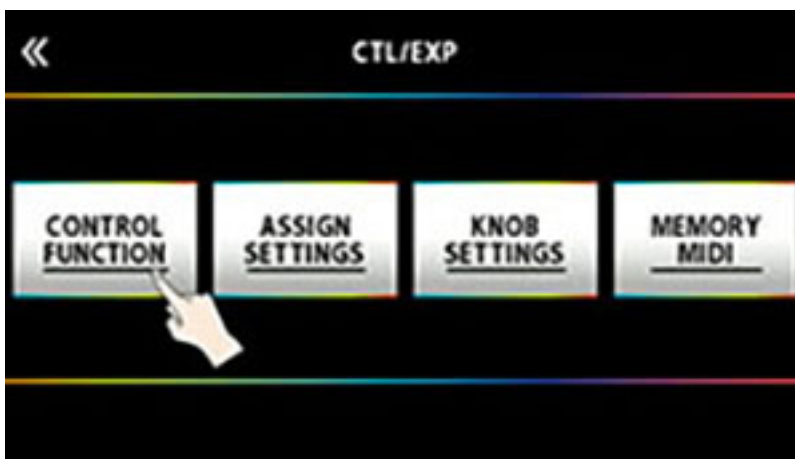 CTL/EXP
CONTROL
FUNCTION
ASSIGN
SETTINGS
KNOB
SETTINGS
MEMORY
MIDI